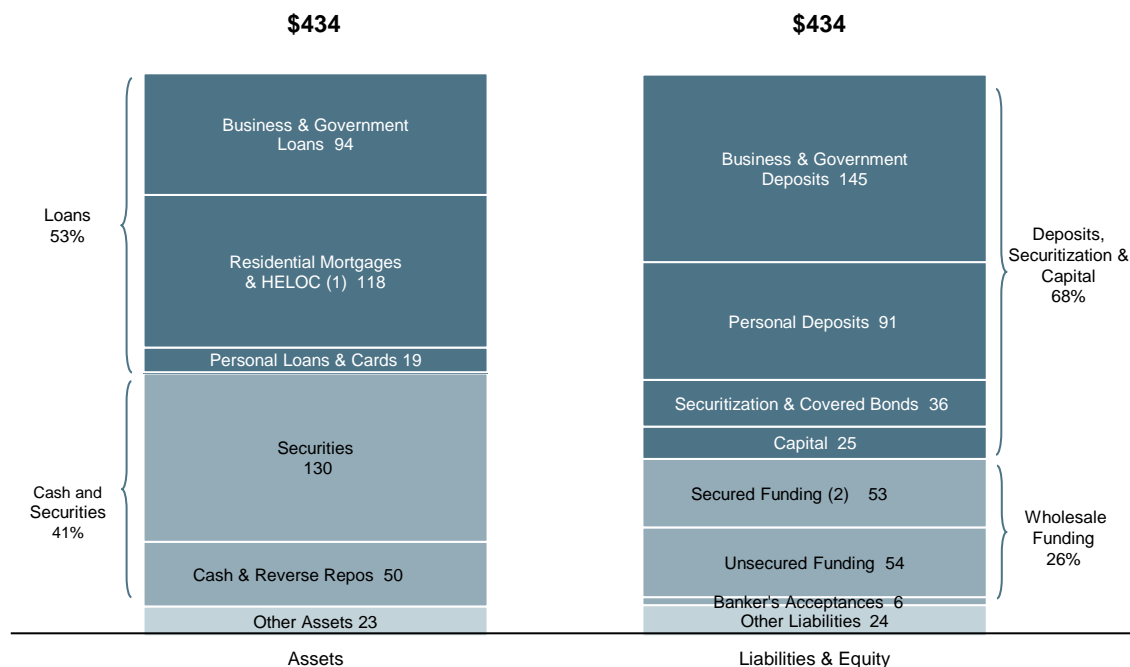 $434
$434
Business & Government
Loans 94
Residential Mortgages
& HELOC (1) 118
Personal Loans & Cards 19
Securities
130
Cash & Reverse Repos 50
Other Assets 23
Loans
53%
Cash and
Securities
41%
Business & Government
Deposits 145
Personal Deposits 91
Securitization & Covered Bonds 36
Capital 25
Secured Funding (2) 53
Unsecured Funding 54
Banker's Acceptances 6
Other Liabilities 24
Deposits,
Securitization &
Capital
68%
Wholesale
Funding
26%
Assets
Liabilities & Equity